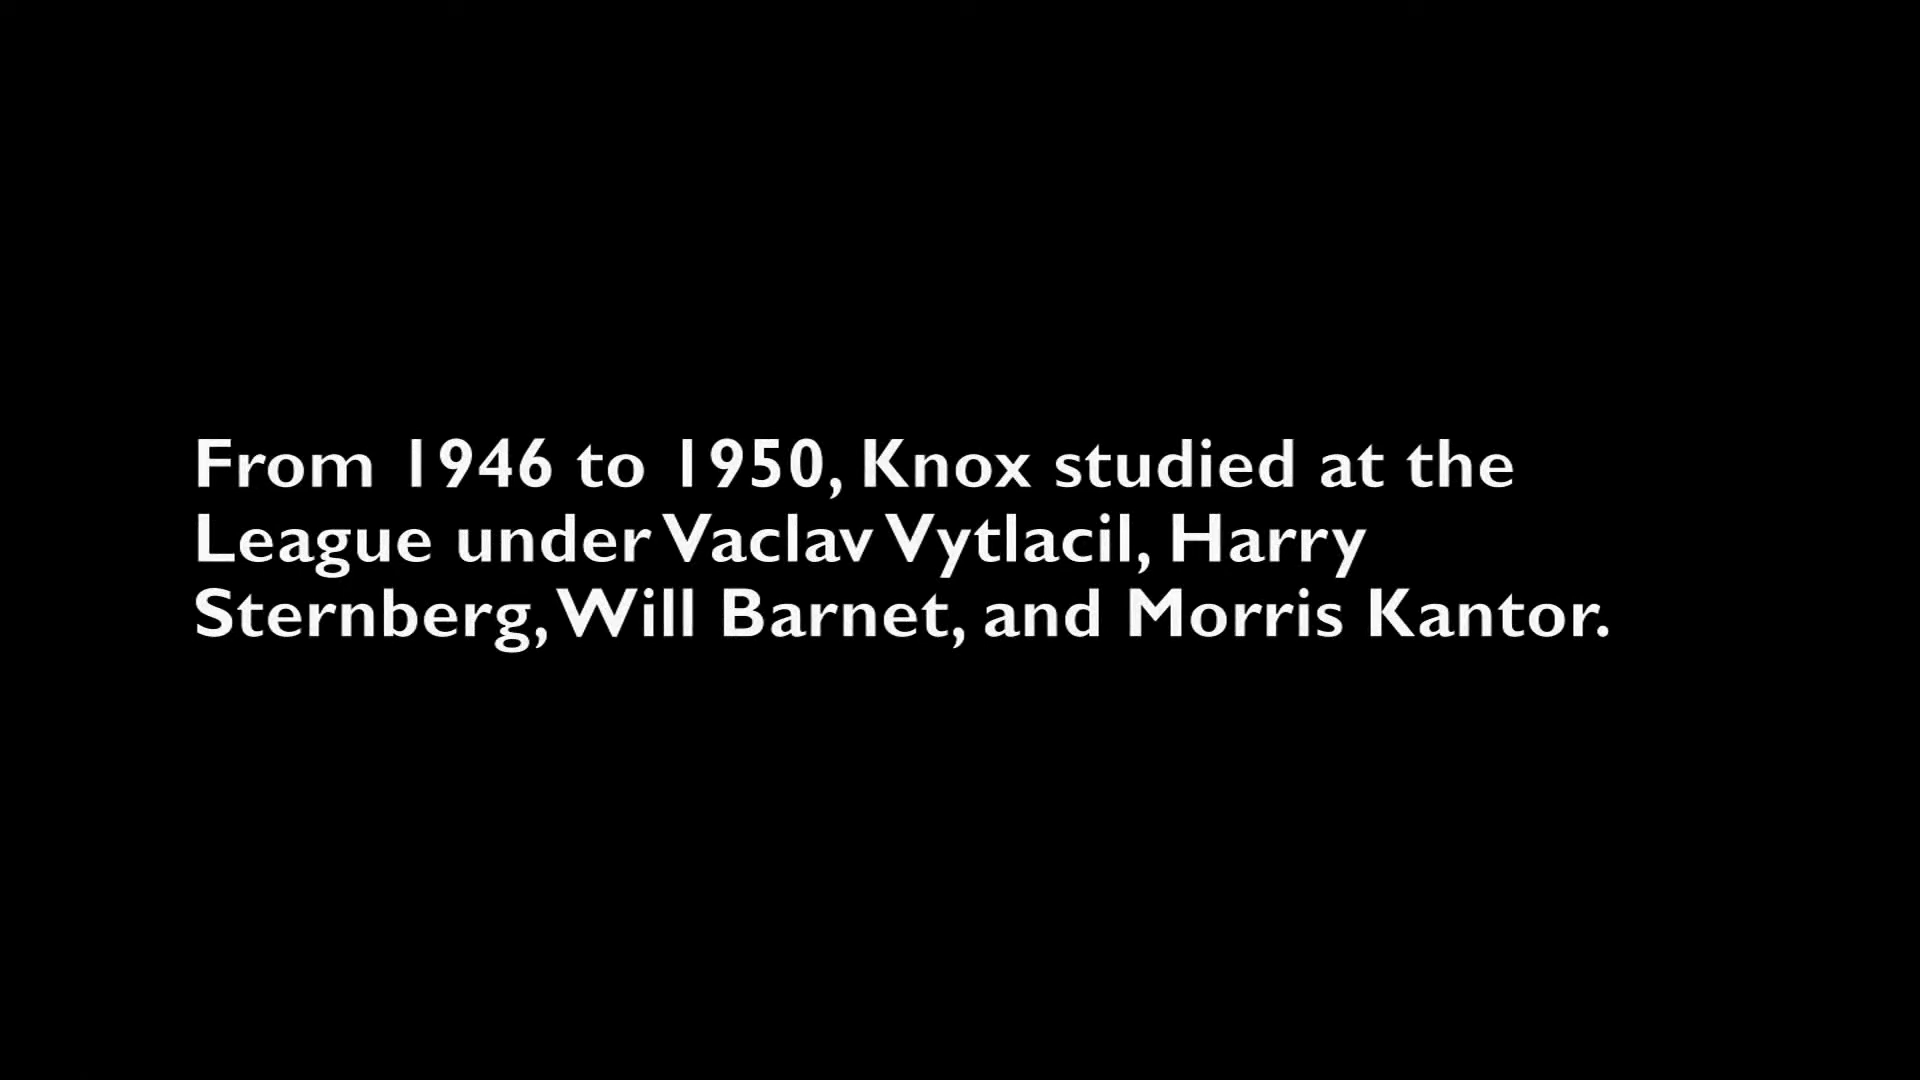 From 1946 to 1950, Knox studied at the
League under Vaclav Vytlacil, Harry
Sternberg, Will Barnet, and Morris Kantor.